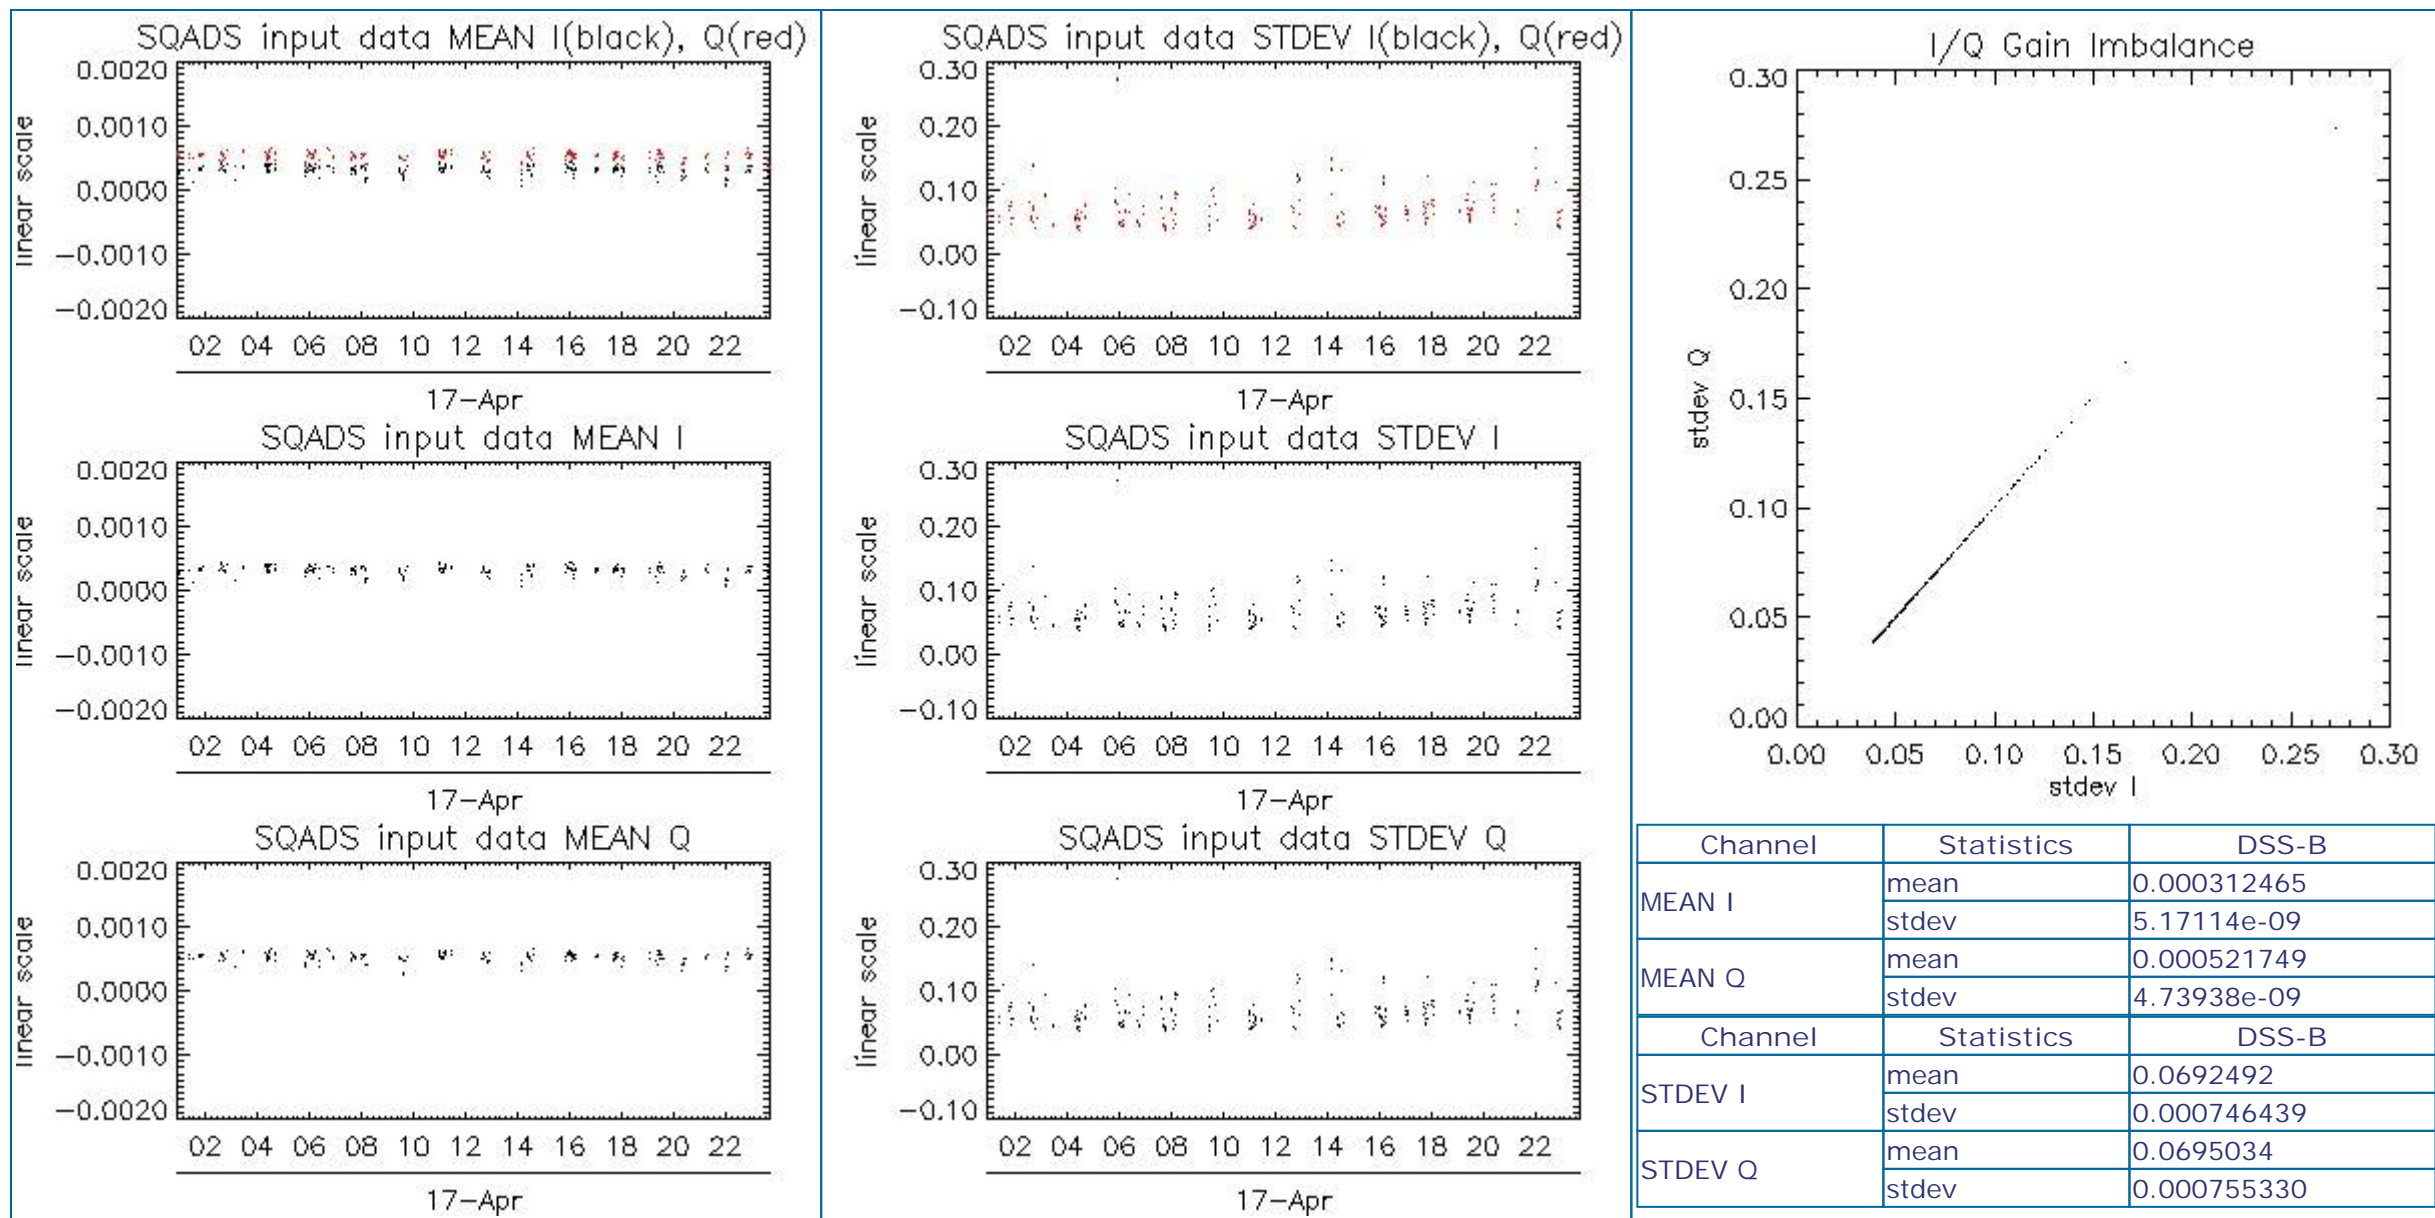 SQADS input data MEAN I(black), Q(red)
linear scale
0.0020
0.0010
0.0000
−0.0010
−0.0020
02 04 06 08 10 12 14 16 18 20 22
17−Apr
SQADS input data MEAN I
linear scale
0.0020
0.0010
0.0000
−0.0010
−0.0020
02 04 06 08 10 12 14 16 18 20 22
17−Apr
SQADS input data MEAN Q
linear scale
0.0020
0.0010
0.0000
−0.0010
−0.0020
02 04 06 08 10 12 14 16 18 20 22
17−Apr
SQADS input data STDEV I(black), Q(red)
linear scale
0.30
0.20
0.10
0.00
−0.10
02 04 06 08 10 12 14 16 18 20 22
17−Apr
SQADS input data STDEV I
linear scale
0.30
0.20
0.10
0.00
−0.10
02 04 06 08 10 12 14 16 18 20 22
17−Apr
SQADS input data STDEV Q
linear scale
0.30
0.20
0.10
0.00
−0.10
02 04 06 08 10 12 14 16 18 20 22
17−Apr
I/Q Gain Imbalance
stdev Q
0.30
0.25
0.20
0.15
0.10
0.05
0.00
0.00 0.05 0.10 0.15 0.20 0.25 0.30
stdev I
Channel Statistics DSS-B
MEAN I mean 0.000312465
stdev 5.17114e-09
MEAN Q mean 0.000521749
stdev 4.73938e-09
Channel Statistics DSS-B
STDEV I mean 0.0692492
stdev 0.000746439
STDEV Q mean 0.0695034
stdev 0.000755330